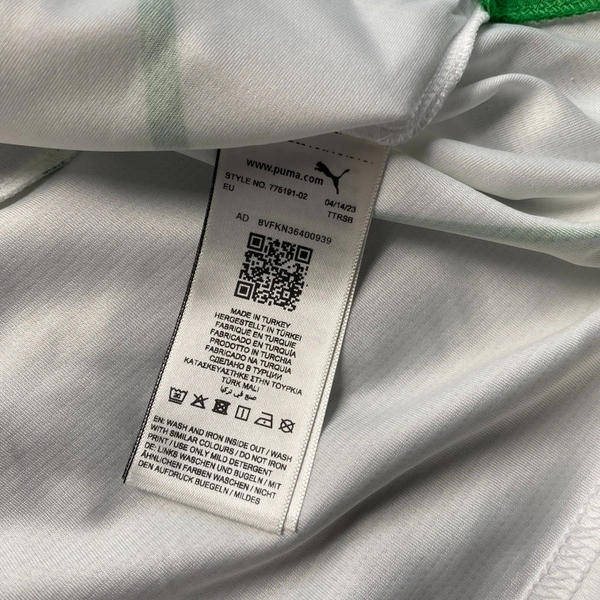 www.puma.com
STYLE NO. 776191-02
EU
04/14/23
TTRSB
AD 8VFKN36400939
MADE IN TURKEY
HERGESTELLT IN TÜRKEI
FABRIQUÉ EN TURQUIE
FABRICADO EN TURQUÍA
PRODOTTO IN TURCHIA
FABRICADO NA TURQUIA
СДЕЛАНО В ТУРЦИИ
ΚΑΤΑΣΚΕΥΑΣΤΗΚΕ ΣΤΗΝ ΤΟΥΡΚΙΑ
TÜRK MALI
صنع في تركيا
EN: WASH AND IRON INSIDE OUT / WASH
WITH SIMILAR COLOURS / DO NOT IRON
PRINT / USE ONLY MILD DETERGENT
DE: LINKS WASCHEN UND BÜGELN / MIT
ÄHNLICHEN FARBEN WASCHEN / NICHT
DEN AUFDRUCK BUEGELN / MILDES